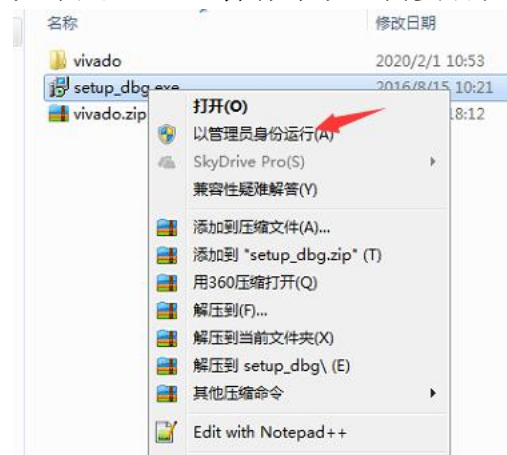 名称 修改日期
vivado 2020/2/1 10:53
setup_dbg.exe 2016/8/15 10:21
vivado.zip 18:12
打开(O)
以管理员身份运行(A)
SkyDrive Pro(S)
兼容性疑难解答(Y)
添加到压缩文件(A)...
添加到 "setup_dbg.zip" (T)
用360压缩打开(Q)
解压到(F)...
解压到当前文件夹(X)
解压到 setup_dbg\ (E)
其他压缩命令
Edit with Notepad++